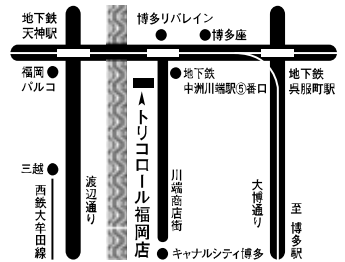 地下鉄
天神駅
博多リバレイン
博多座
福岡
パルコ
地下鉄
中洲川端駅⑤番口
地下鉄
呉服町駅
▲トリコロール福岡店
三越
西鉄大牟田線
渡辺通り
川端商店街
大博通り
至 博多駅
キャナルシティ博多